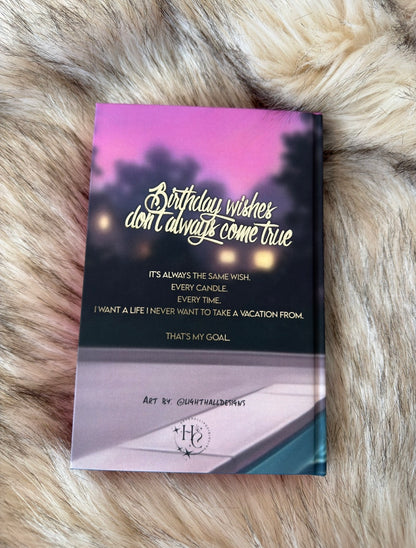 Birthday wishes
don't always come true
IT'S ALWAYS THE SAME WISH.
EVERY CANDLE.
EVERY TIME.
I WANT A LIFE I NEVER WANT TO TAKE A VACATION FROM.
THAT'S MY GOAL.
ART BY: @LIGHTHALLDESIGNS